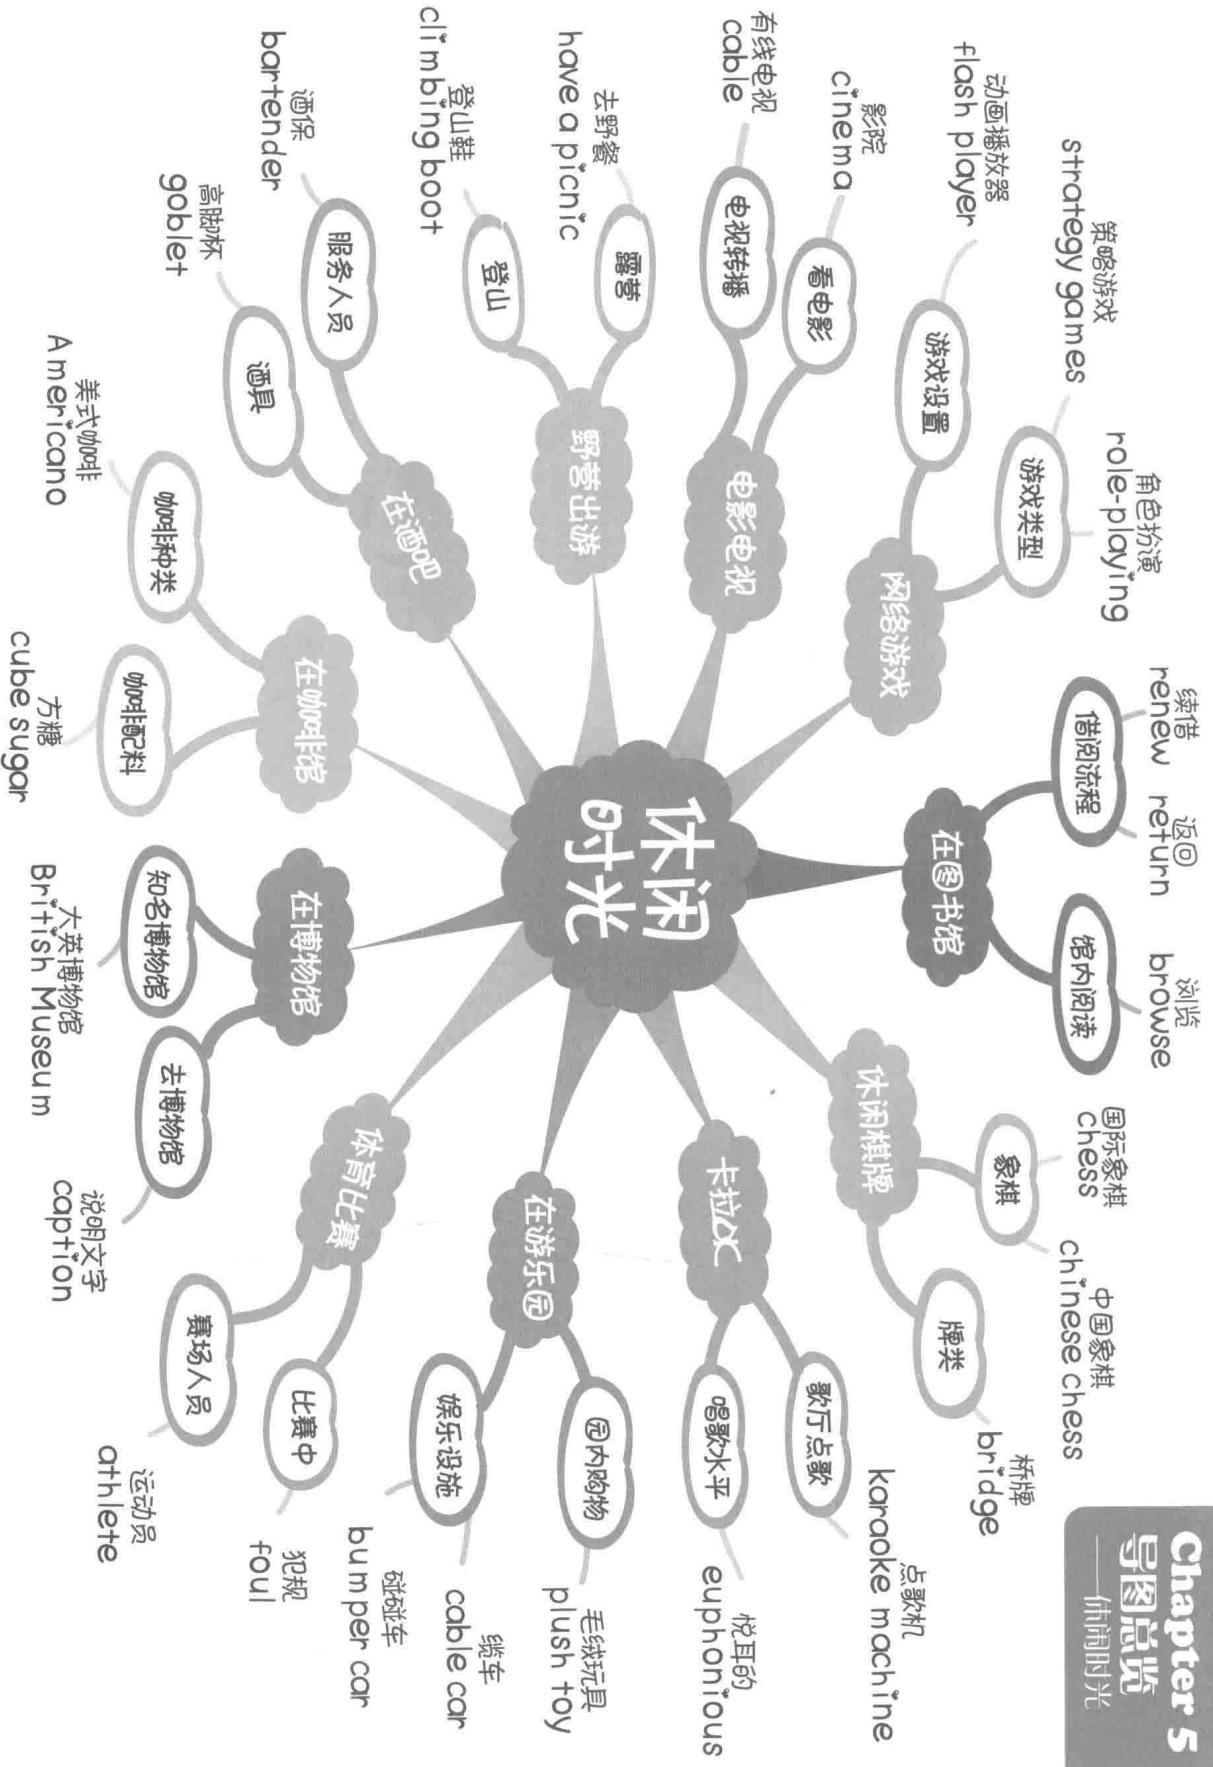 Chapter 5
导图总览
——休闲时光
休闲
时光
在图书馆
借阅流程
续借
renew
返回
return
馆内阅读
浏览
browse
休闲棋牌
象棋
国际象棋
chess
中国象棋
chinese chess
牌类
桥牌
bridge
卡拉OK
歌厅点歌
点歌机
karaoke machine
唱歌水平
悦耳的
euphonious
在游乐园
园内购物
毛绒玩具
plush toy
娱乐设施
缆车
cable car
碰碰车
bumper car
体育比赛
比赛中
犯规
foul
赛场人员
运动员
athlete
在博物馆
去博物馆
说明文字
caption
知名博物馆
大英博物馆
British Museum
在咖啡馆
咖啡配料
方糖
cube sugar
咖啡种类
美式咖啡
Americano
在酒吧
酒具
高脚杯
goblet
服务人员
酒保
bartender
野营出游
登山
登山鞋
climbing boot
露营
去野餐
have a picnic
电影电视
电视转播
有线电视
cable
看电影
影院
cinema
网络游戏
游戏设置
动画播放器
flash player
游戏类型
策略游戏
strategy games
角色扮演
role-playing